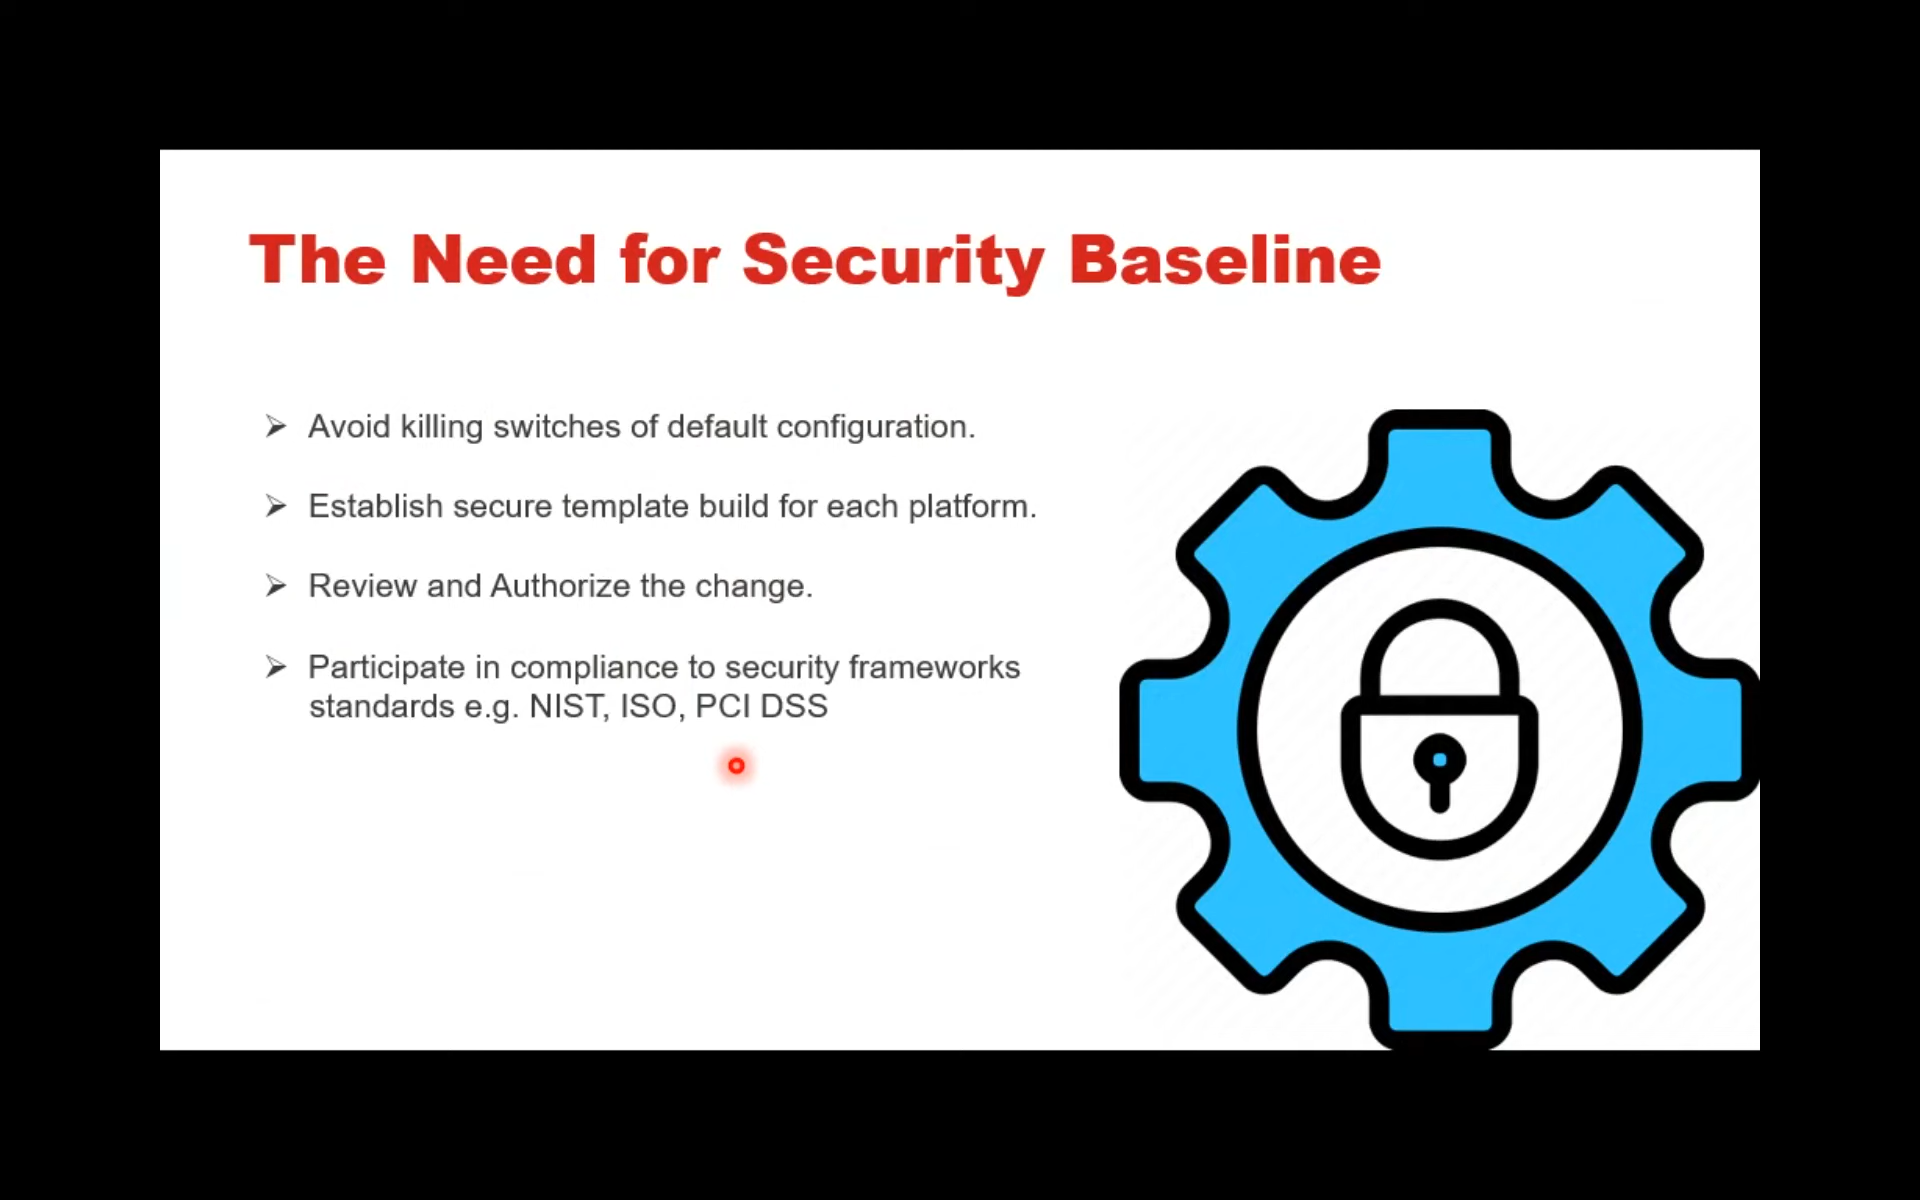 The Need for Security Baseline
➢ Avoid killing switches of default configuration.
➢ Establish secure template build for each platform.
➢ Review and Authorize the change.
➢ Participate in compliance to security frameworks
standards e.g. NIST, ISO, PCI DSS